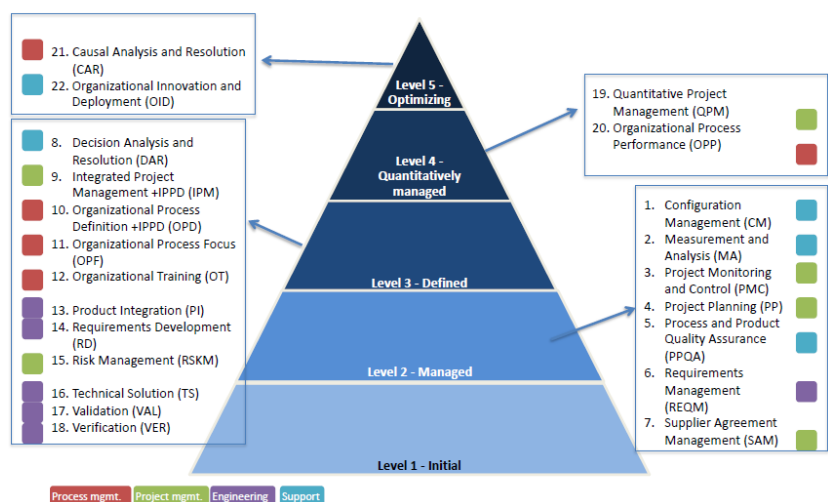 21. Causal Analysis and Resolution
(CAR)
22. Organizational Innovation and
Deployment (OID)
8. Decision Analysis and
Resolution (DAR)
9. Integrated Project
Management +IPPD (IPM)
10. Organizational Process
Definition +IPPD (OPD)
11. Organizational Process Focus
(OPF)
12. Organizational Training (OT)
13. Product Integration (PI)
14. Requirements Development
(RD)
15. Risk Management (RSKM)
16. Technical Solution (TS)
17. Validation (VAL)
18. Verification (VER)
Level 5 -
Optimizing
Level 4 -
Quantitatively
managed
Level 3 - Defined
Level 2 - Managed
Level 1 - Initial
19. Quantitative Project
Management (QPM)
20. Organizational Process
Performance (OPP)
1. Configuration
Management (CM)
2. Measurement and
Analysis (MA)
3. Project Monitoring
and Control (PMC)
4. Project Planning (PP)
5. Process and Product
Quality Assurance
(PPQA)
6. Requirements
Management
(REQM)
7. Supplier Agreement
Management (SAM)
Process mgmt. Project mgmt. Engineering Support